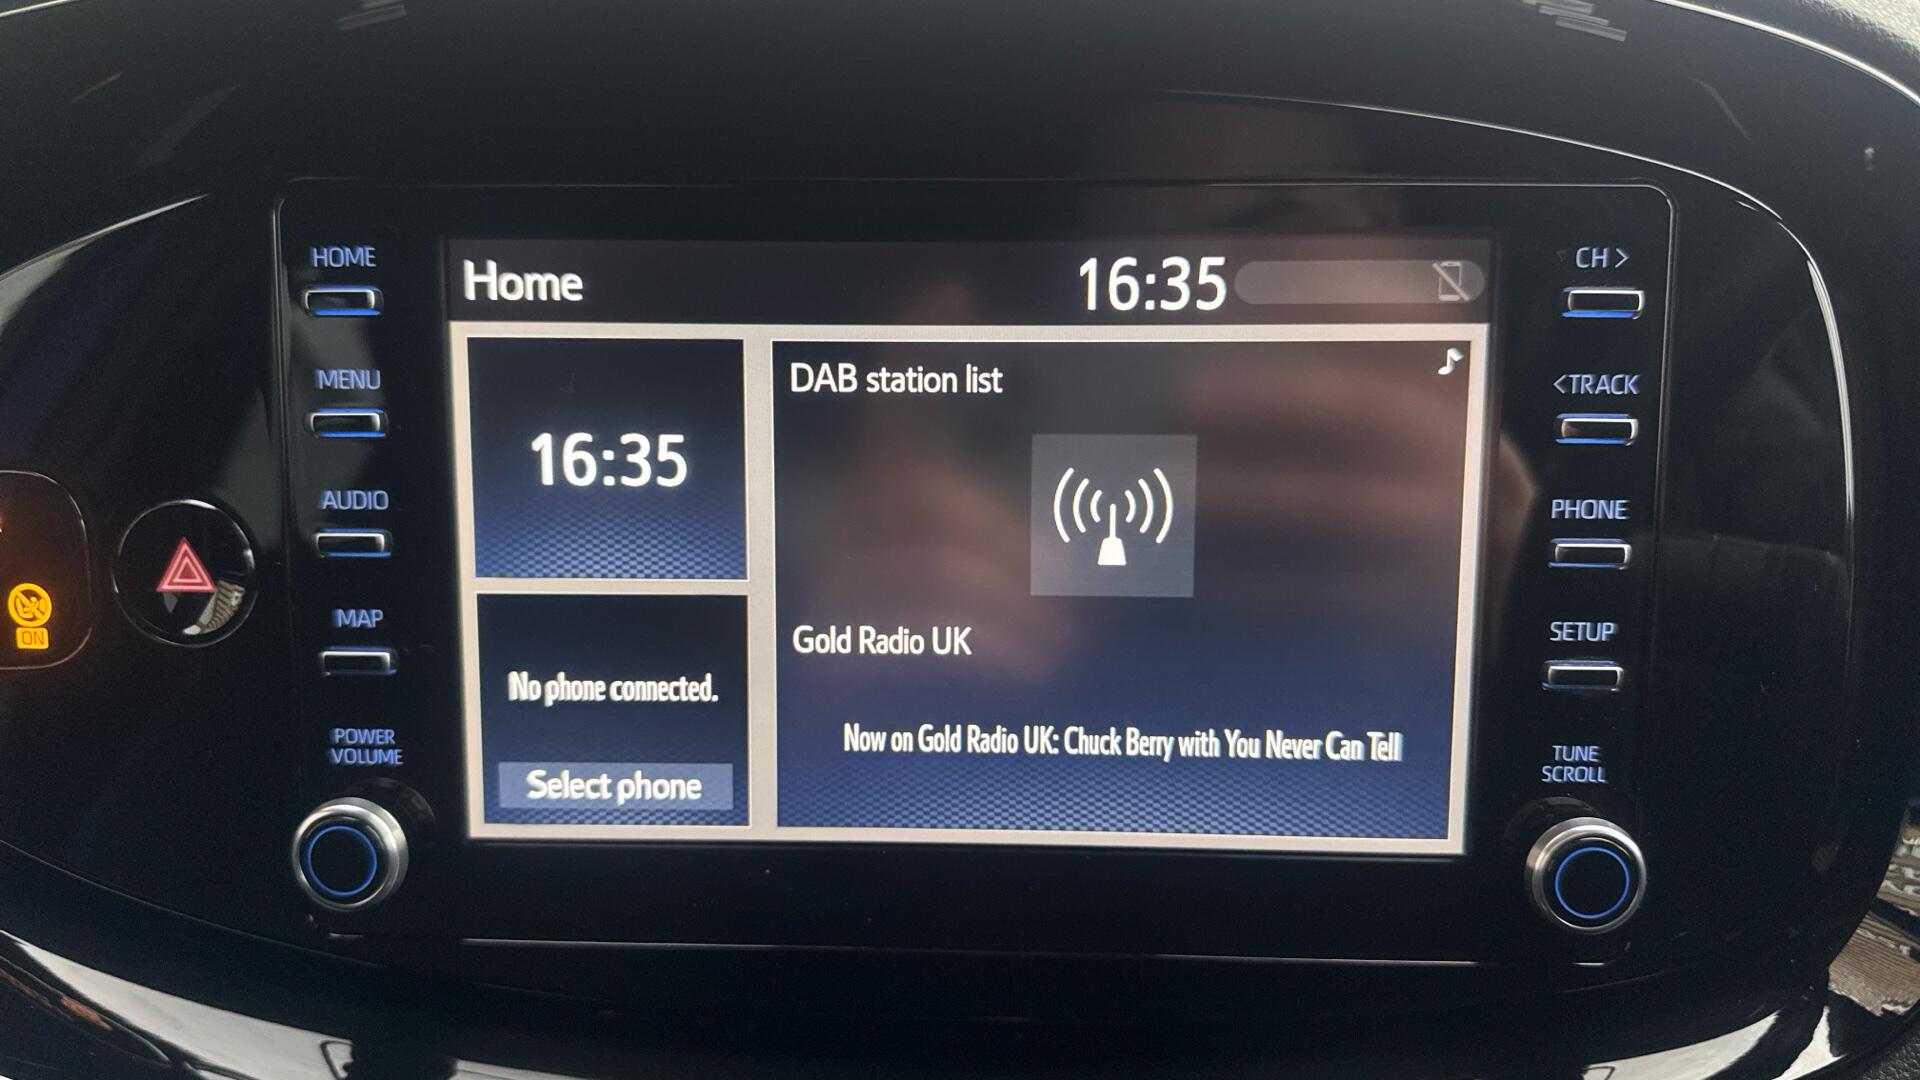 HOME
MENU
AUDIO
MAP
POWER
VOLUME
ON
Home
16:35
16:35
No phone connected.
Select phone
DAB station list
Gold Radio UK
Now on Gold Radio UK: Chuck Berry with You Never Can Tell
CH >
<TRACK
PHONE
SETUP
TUNE
SCROLL